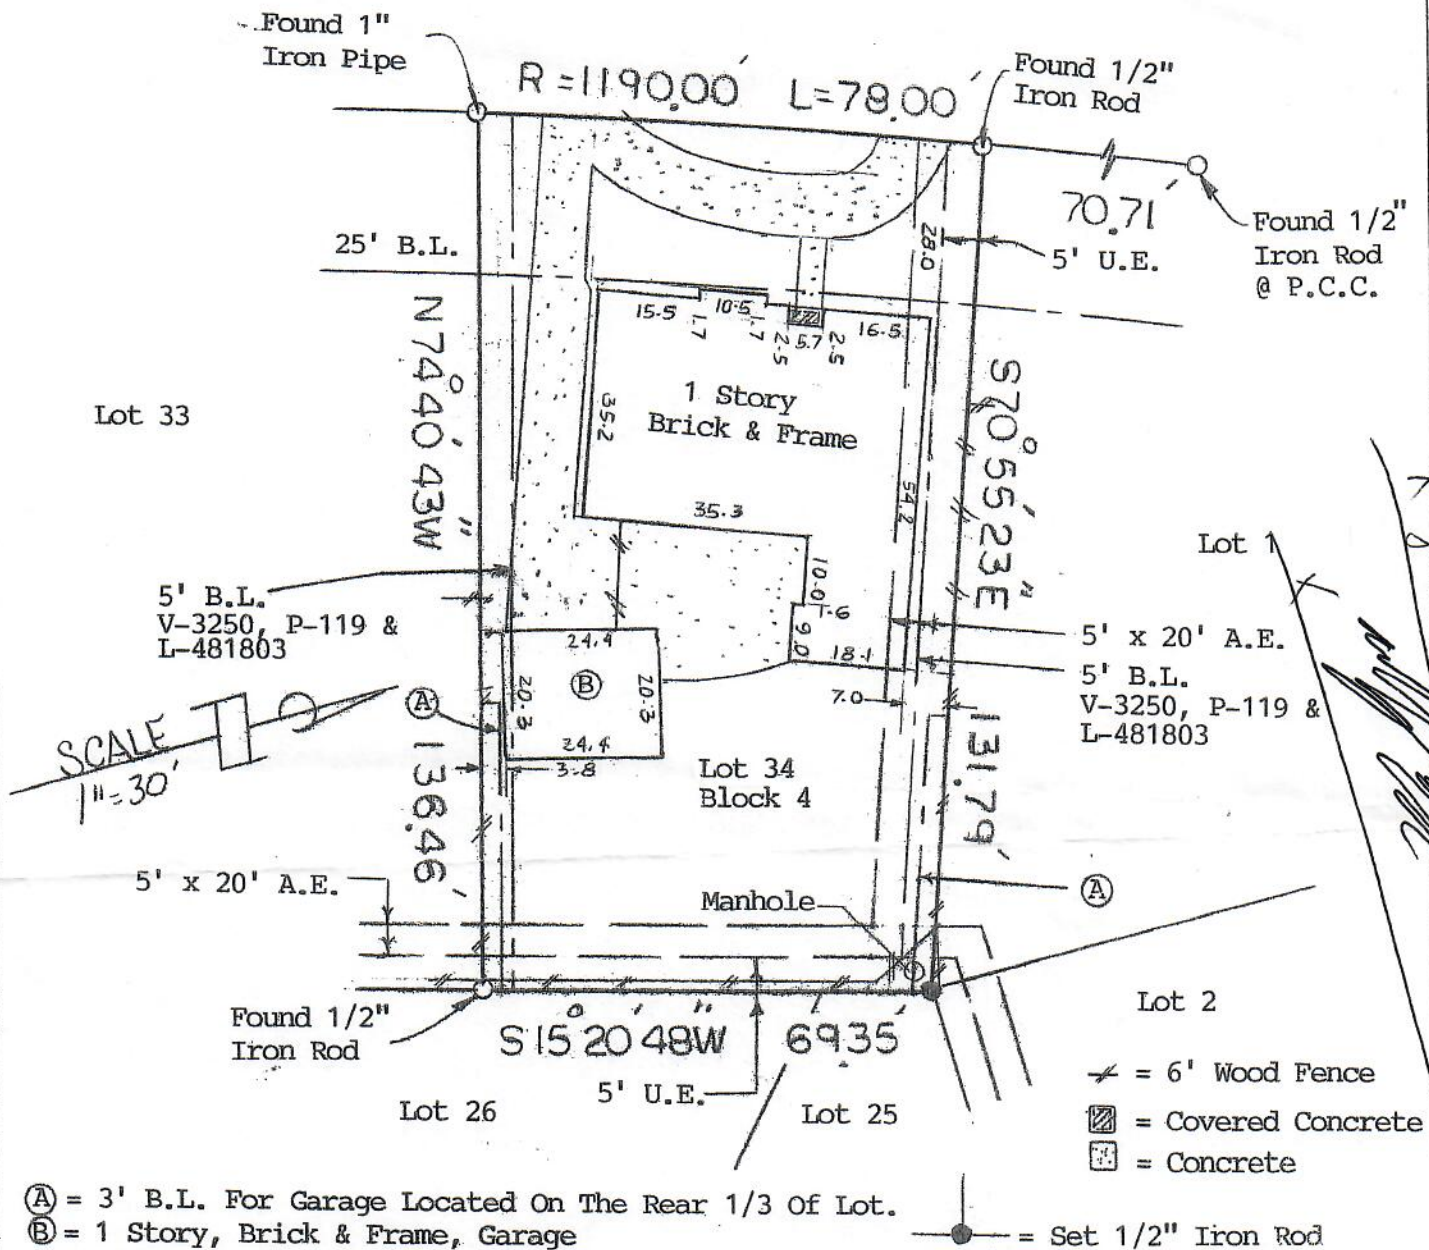 Found 1"
Iron Pipe
R = 1190.00' L = 78.00'
Found 1/2"
Iron Rod
70.71'
Found 1/2"
Iron Rod
@ P.C.C.
25' B.L.
28.0
5' U.E.
15.5
10.5
1.7
1.7
2.5
5.7
2.5
16.5
N 74° 40' 43" W
Lot 33
1 Story
Brick & Frame
35.2
54.2
S 70° 55' 23" E
35.3
Lot 1
10.0
1.6
9.0
18.1
7.0
5' B.L.
V-3250, P-119 &
L-481803
5' x 20' A.E.
5' B.L.
V-3250, P-119 &
L-481803
24.4
20.3
B
20.3
24.4
3.8
A
SCALE
1"=30'
136.46'
Lot 34
Block 4
131.79'
5' x 20' A.E.
Manhole
A
Found 1/2"
Iron Rod
S 15° 20' 48" W 69.35'
5' U.E.
Lot 26
Lot 25
Lot 2
= 6' Wood Fence
= Covered Concrete
= Concrete
A = 3' B.L. For Garage Located On The Rear 1/3 Of Lot.
B = 1 Story, Brick & Frame, Garage
= Set 1/2" Iron Rod